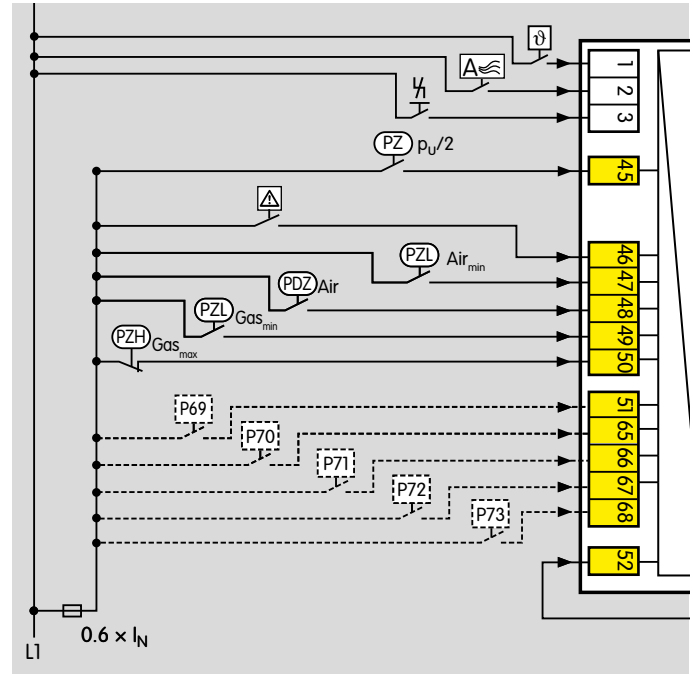 ϑ
1
A
2
3
PZ pu/2
45
46
PZL Airmin
47
PDZ Air
48
PZL Gasmin
49
PZH Gasmax
50
P69
51
P70
65
P71
66
P72
67
P73
68
52
0.6 × IN
L1